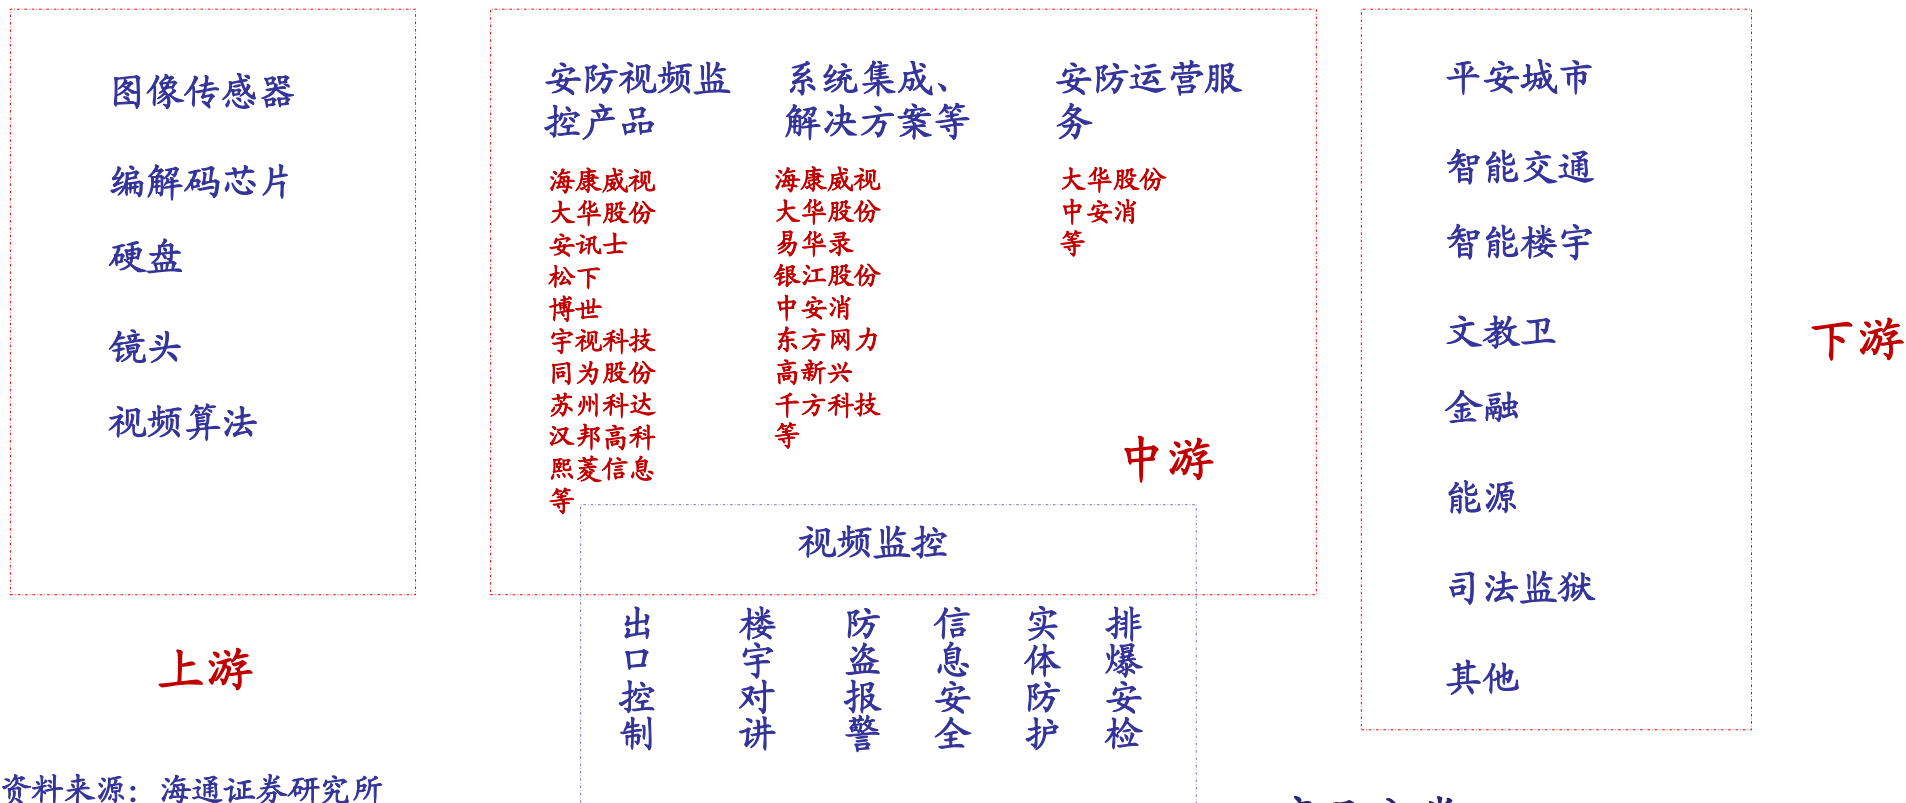 图像传感器
编解码芯片
硬盘
镜头
视频算法
上游
安防视频监
控产品
海康威视
大华股份
安讯士
松下
博世
宇视科技
同为股份
苏州科达
汉邦高科
熙菱信息
等
系统集成、
解决方案等
海康威视
大华股份
易华录
银江股份
中安消
东方网力
高新兴
千方科技
等
安防运营服
务
大华股份
中安消
等
中游
视频监控
出口控制
楼宇对讲
防盗报警
信息安全
实体防护
排爆安检
平安城市
智能交通
智能楼宇
文教卫
金融
能源
司法监狱
其他
下游
资料来源：海通证券研究所